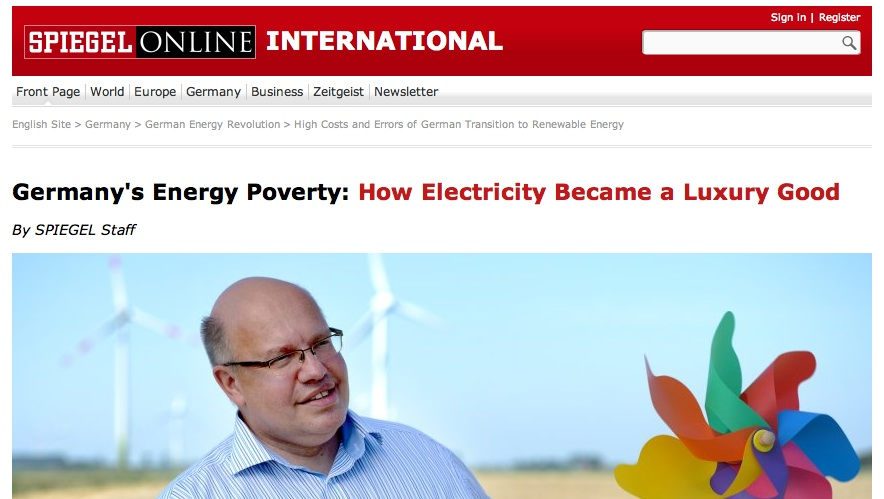 Sign in | Register
SPIEGEL ONLINE INTERNATIONAL
Front Page World Europe Germany Business Zeitgeist Newsletter
English Site > Germany > German Energy Revolution > High Costs and Errors of German Transition to Renewable Energy
Germany's Energy Poverty: How Electricity Became a Luxury Good
By SPIEGEL Staff